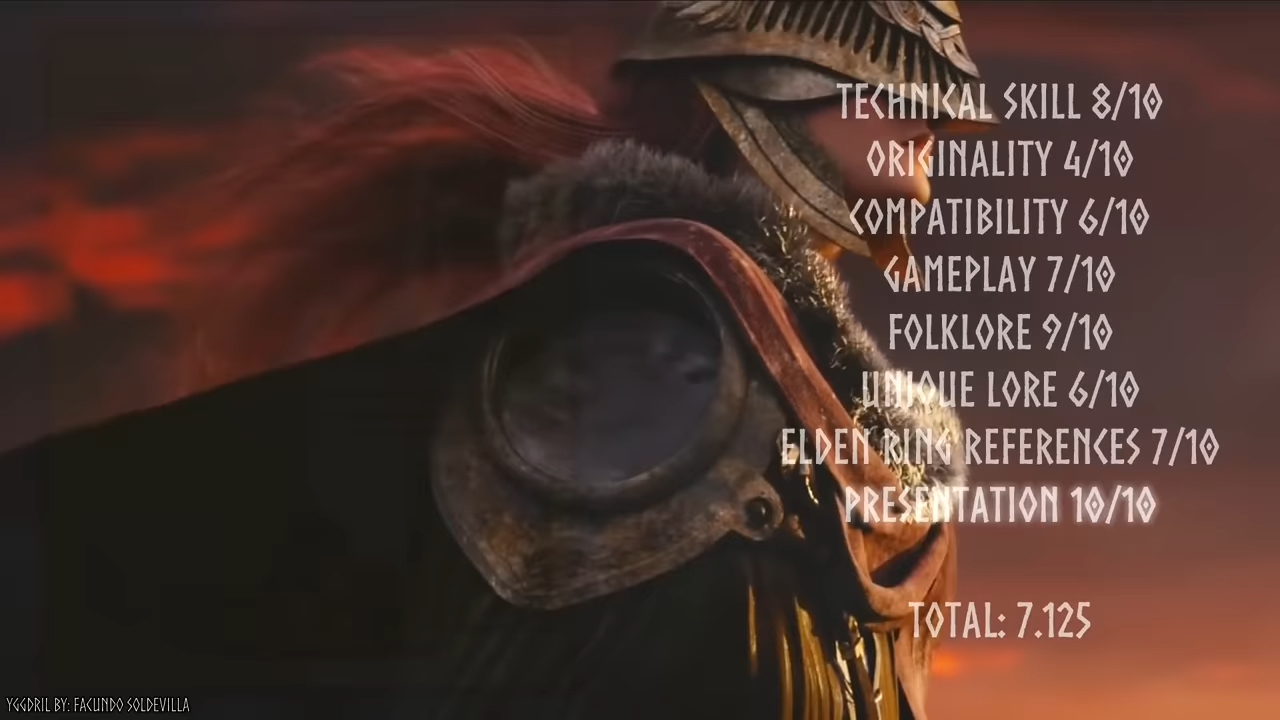 TECHNICAL SKILL 8/10
ORIGINALITY 4/10
COMPATIBILITY 6/10
GAMEPLAY 7/10
FOLKLORE 9/10
UNIQUE LORE 6/10
ELDEN RING REFERENCES 7/10
PRESENTATION 10/10
TOTAL: 7.125
YGGDRIL BY: FACUNDO SOLDEVILLA